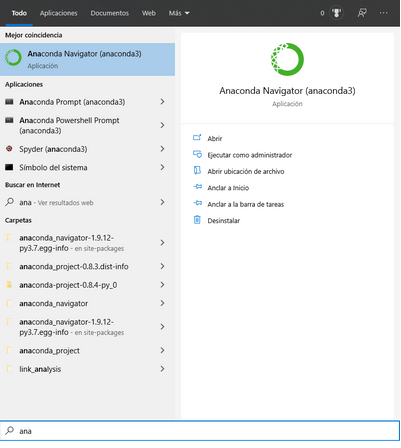 Todo Aplicaciones Documentos Web Más 0
Mejor coincidencia
Anaconda Navigator (anaconda3)
Aplicación
Aplicaciones
Anaconda Prompt (anaconda3)
Anaconda Powershell Prompt
(anaconda3)
Spyder (anaconda3)
Símbolo del sistema
Buscar en Internet
ana - Ver resultados web
Carpetas
anaconda_navigator-1.9.12-
py3.7.egg-info - en site-packages
anaconda_project-0.8.3.dist-info
anaconda-project-0.8.4-py_0
anaconda_navigator
anaconda_navigator-1.9.12-
py3.7.egg-info - en site-packages
anaconda_project
link_analysis
Anaconda Navigator (anaconda3)
Aplicación
Abrir
Ejecutar como administrador
Abrir ubicación de archivo
Anclar a Inicio
Anclar a la barra de tareas
Desinstalar
ana